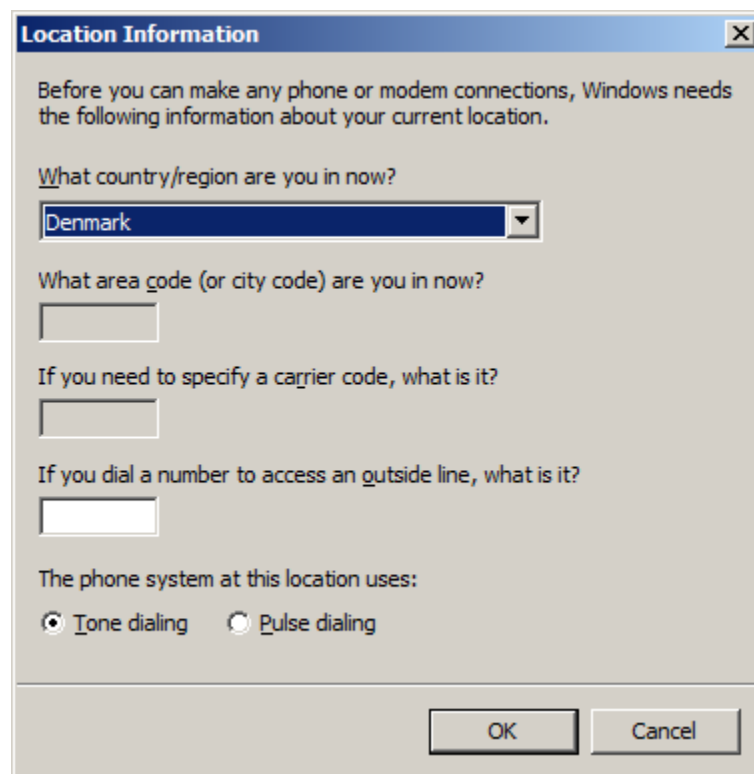 Location Information
Before you can make any phone or modem connections, Windows needs
the following information about your current location.
What country/region are you in now?
Denmark
What area code (or city code) are you in now?
If you need to specify a carrier code, what is it?
If you dial a number to access an outside line, what is it?
The phone system at this location uses:
Tone dialing Pulse dialing
OK Cancel